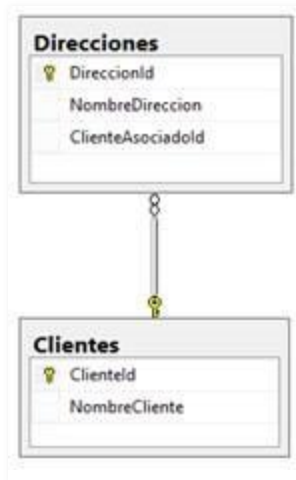 Direcciones
DireccionId
NombreDireccion
ClienteAsociadoId
Clientes
ClienteId
NombreCliente